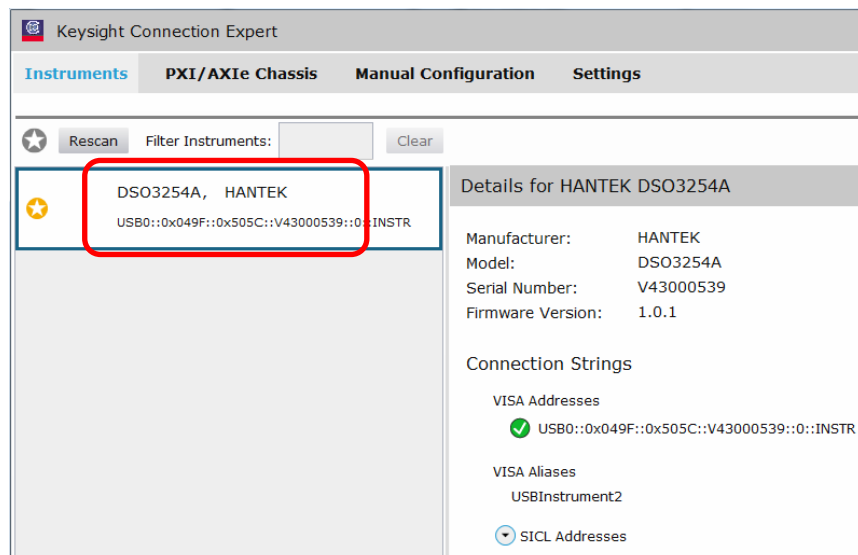 Keysight Connection Expert
Instruments PXI/AXIe Chassis Manual Configuration Settings
Rescan Filter Instruments: Clear
DSO3254A, HANTEK
USB0::0x049F::0x505C::V43000539::0::INSTR
Details for HANTEK DSO3254A
Manufacturer: HANTEK
Model: DSO3254A
Serial Number: V43000539
Firmware Version: 1.0.1
Connection Strings
VISA Addresses
USB0::0x049F::0x505C::V43000539::0::INSTR
VISA Aliases
USBInstrument2
SICL Addresses